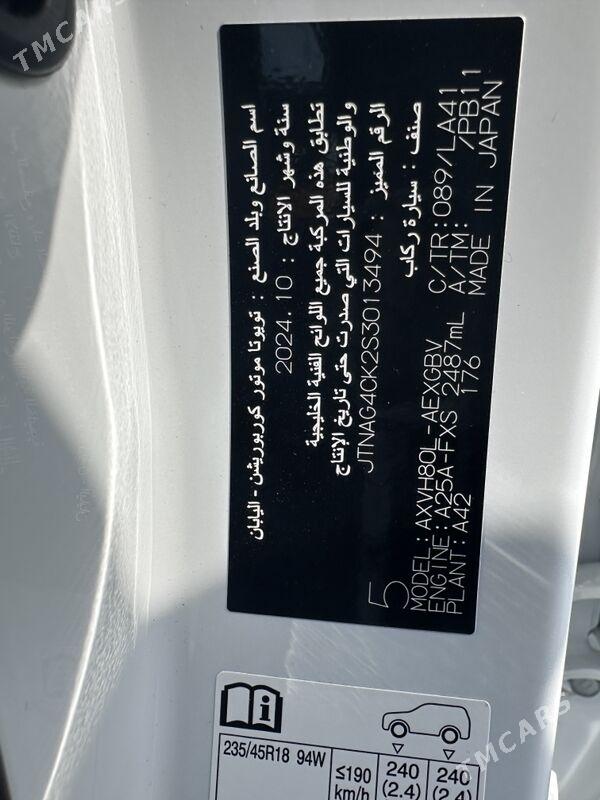 TMCARS
اسم الصانع وبلد الصنع : تويوتا موتور كوربوريشن - اليابان
سنة وشهر الانتاج : 2024.10
تطابق هذه المركبة جميع اللوائح الفنية الخليجية
والوطنية للسيارات التي صدرت حتى تاريخ الإنتاج
الرقم المميز : JTNAG4CK2S3013494
صنف : سيارة ركاب
5
MODEL:AXVH80L-AEXGBV
ENGINE:A25A-FXS 2487mL
PLANT:A42 176
C/TR:089/LA41
A/TM: /PB11
MADE IN JAPAN
235/45R18 94W
≤190 km/h
240 (2.4)
240 (2.4)
TMCARS